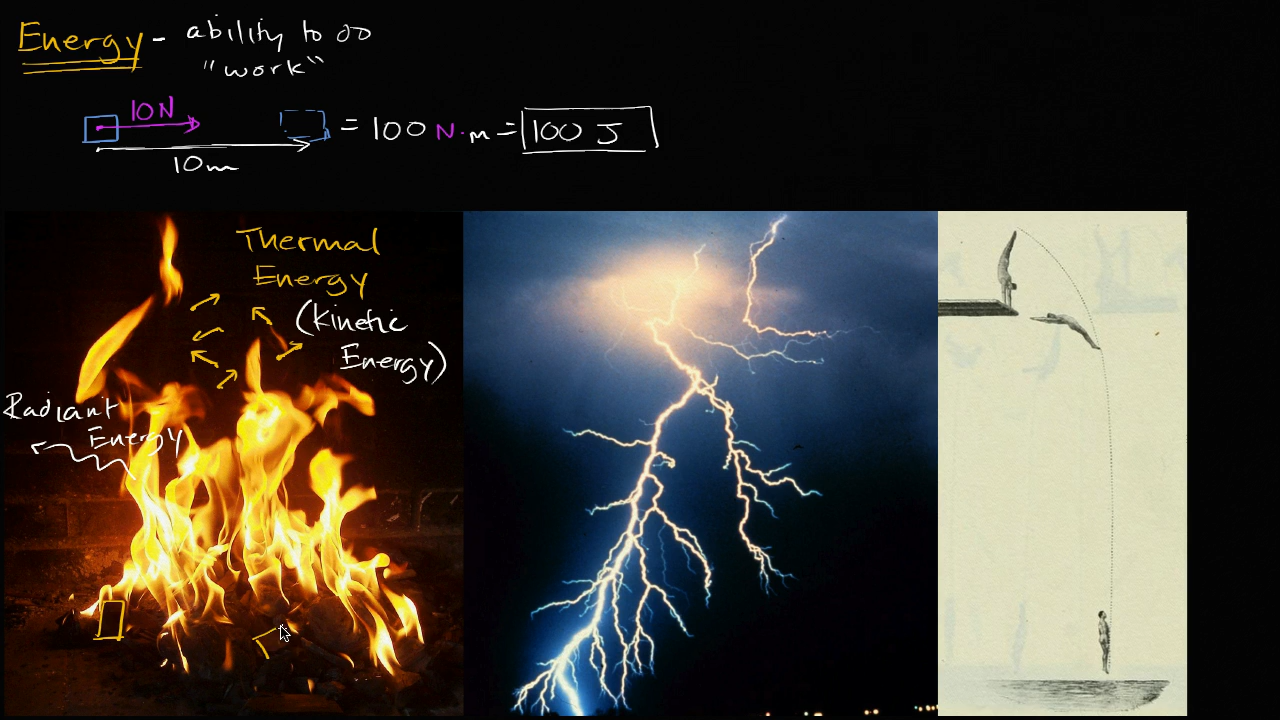 Energy - ability to do
"work"
10N
= 100 N·m = 100 J
10m
Thermal
Energy
(Kinetic
Energy)
Radiant
Energy